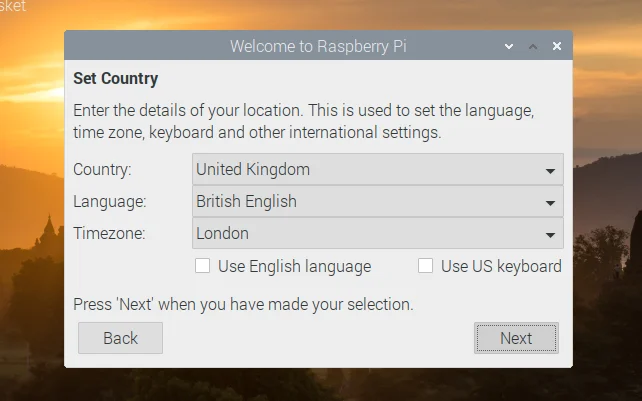 Welcome to Raspberry Pi
Set Country
Enter the details of your location. This is used to set the language,
time zone, keyboard and other international settings.
Country: United Kingdom
Language: British English
Timezone: London
Use English language Use US keyboard
Press 'Next' when you have made your selection.
Back Next